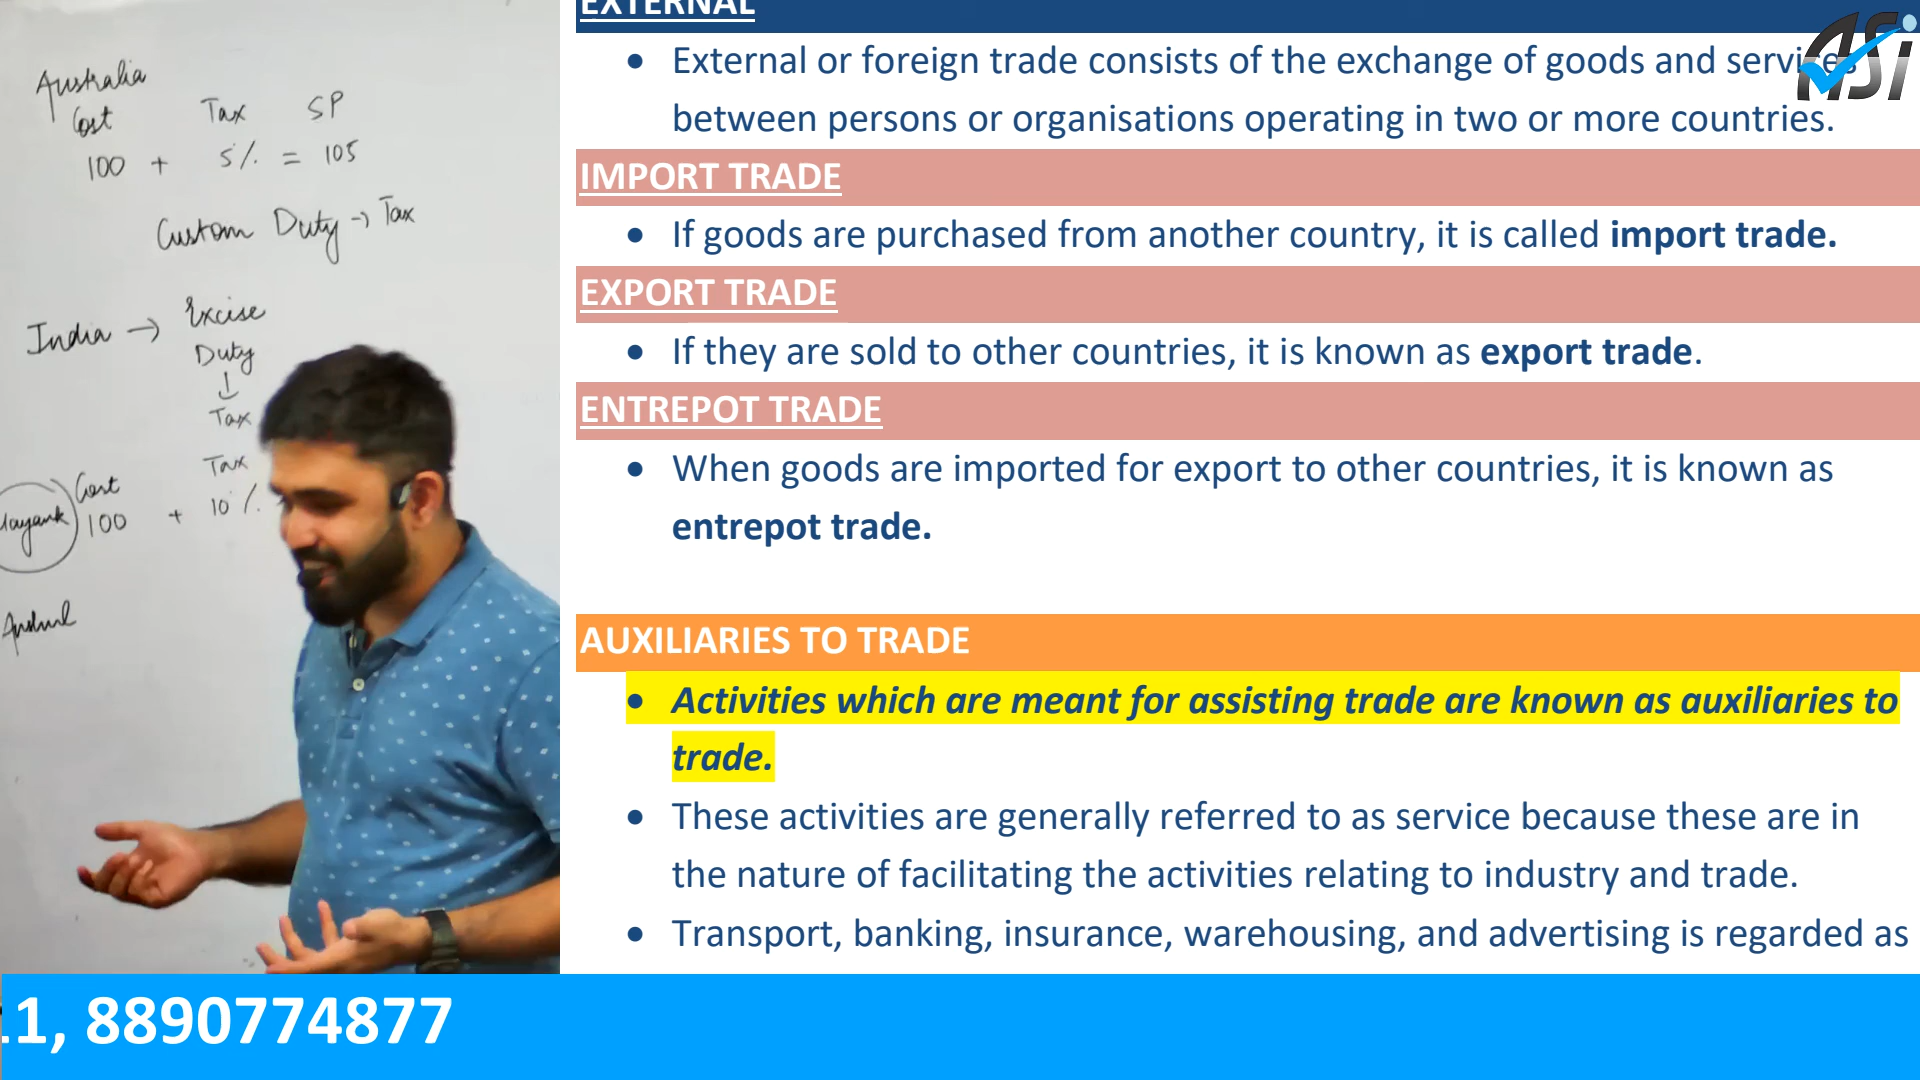 Australia
Cost Tax SP
100 + 5% = 105
Custom Duty -> Tax
India -> Excise
Duty
Tax
Cost Tax
100 + 10%
EXTERNAL
• External or foreign trade consists of the exchange of goods and services
between persons or organisations operating in two or more countries.
IMPORT TRADE
• If goods are purchased from another country, it is called import trade.
EXPORT TRADE
• If they are sold to other countries, it is known as export trade.
ENTREPOT TRADE
• When goods are imported for export to other countries, it is known as
entrepot trade.
AUXILIARIES TO TRADE
• Activities which are meant for assisting trade are known as auxiliaries to
trade.
• These activities are generally referred to as service because these are in
the nature of facilitating the activities relating to industry and trade.
• Transport, banking, insurance, warehousing, and advertising is regarded as
ASi
1, 8890774877